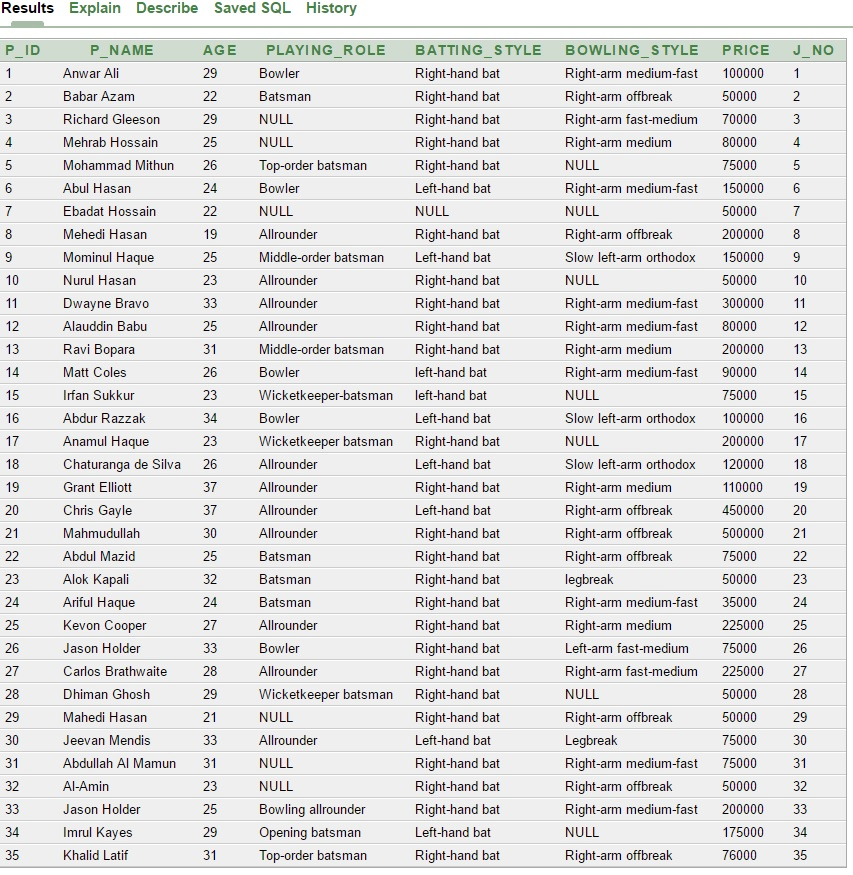 Results Explain Describe Saved SQL History
P_ID P_NAME AGE PLAYING_ROLE BATTING_STYLE BOWLING_STYLE PRICE J_NO
1 Anwar Ali 29 Bowler Right-hand bat Right-arm medium-fast 100000 1
2 Babar Azam 22 Batsman Right-hand bat Right-arm offbreak 50000 2
3 Richard Gleeson 29 NULL Right-hand bat Right-arm fast-medium 70000 3
4 Mehrab Hossain 25 NULL Right-hand bat Right-arm medium 80000 4
5 Mohammad Mithun 26 Top-order batsman Right-hand bat NULL 75000 5
6 Abul Hasan 24 Bowler Left-hand bat Right-arm medium-fast 150000 6
7 Ebadat Hossain 22 NULL NULL NULL 50000 7
8 Mehedi Hasan 19 Allrounder Right-hand bat Right-arm offbreak 200000 8
9 Mominul Haque 25 Middle-order batsman Left-hand bat Slow left-arm orthodox 150000 9
10 Nurul Hasan 23 Allrounder Right-hand bat NULL 50000 10
11 Dwayne Bravo 33 Allrounder Right-hand bat Right-arm medium-fast 300000 11
12 Alauddin Babu 25 Allrounder Right-hand bat Right-arm medium-fast 80000 12
13 Ravi Bopara 31 Middle-order batsman Right-hand bat Right-arm medium 200000 13
14 Matt Coles 26 Bowler left-hand bat Right-arm medium-fast 90000 14
15 Irfan Sukkur 23 Wicketkeeper-batsman left-hand bat NULL 75000 15
16 Abdur Razzak 34 Bowler Left-hand bat Slow left-arm orthodox 100000 16
17 Anamul Haque 23 Wicketkeeper batsman Right-hand bat NULL 200000 17
18 Chaturanga de Silva 26 Allrounder Left-hand bat Slow left-arm orthodox 120000 18
19 Grant Elliott 37 Allrounder Right-hand bat Right-arm medium 110000 19
20 Chris Gayle 37 Allrounder Left-hand bat Right-arm offbreak 450000 20
21 Mahmudullah 30 Allrounder Right-hand bat Right-arm offbreak 500000 21
22 Abdul Mazid 25 Batsman Right-hand bat Right-arm offbreak 75000 22
23 Alok Kapali 32 Batsman Right-hand bat legbreak 50000 23
24 Ariful Haque 24 Batsman Right-hand bat Right-arm medium-fast 35000 24
25 Kevon Cooper 27 Allrounder Right-hand bat Right-arm medium 225000 25
26 Jason Holder 33 Bowler Right-hand bat Left-arm fast-medium 75000 26
27 Carlos Brathwaite 28 Allrounder Right-hand bat Right-arm fast-medium 225000 27
28 Dhiman Ghosh 29 Wicketkeeper batsman Right-hand bat NULL 50000 28
29 Mahedi Hasan 21 NULL Right-hand bat Right-arm offbreak 50000 29
30 Jeevan Mendis 33 Allrounder Left-hand bat Legbreak 75000 30
31 Abdullah Al Mamun 31 NULL Right-hand bat Right-arm medium-fast 75000 31
32 Al-Amin 23 NULL Right-hand bat Right-arm offbreak 50000 32
33 Jason Holder 25 Bowling allrounder Right-hand bat Right-arm medium-fast 200000 33
34 Imrul Kayes 29 Opening batsman Left-hand bat NULL 175000 34
35 Khalid Latif 31 Top-order batsman Right-hand bat Right-arm offbreak 76000 35